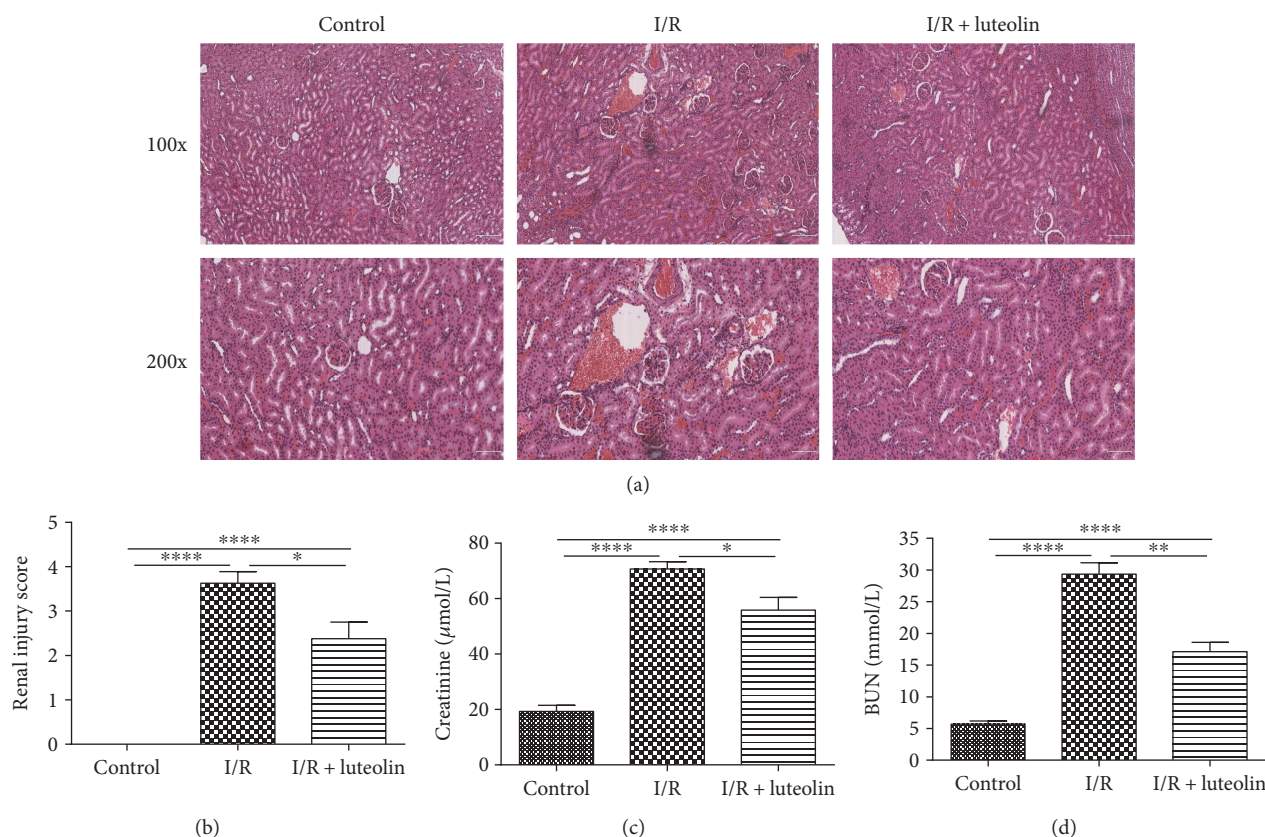 Control I/R I/R + luteolin
100x
200x
(a)
Renal injury score
5
4
3
2
1
0
****
****
*
Control I/R I/R + luteolin
(b)
Creatinine (μmol/L)
80
60
40
20
0
****
****
*
Control I/R I/R + luteolin
(c)
BUN (mmol/L)
35
30
25
20
15
10
5
0
****
****
**
Control I/R I/R + luteolin
(d)